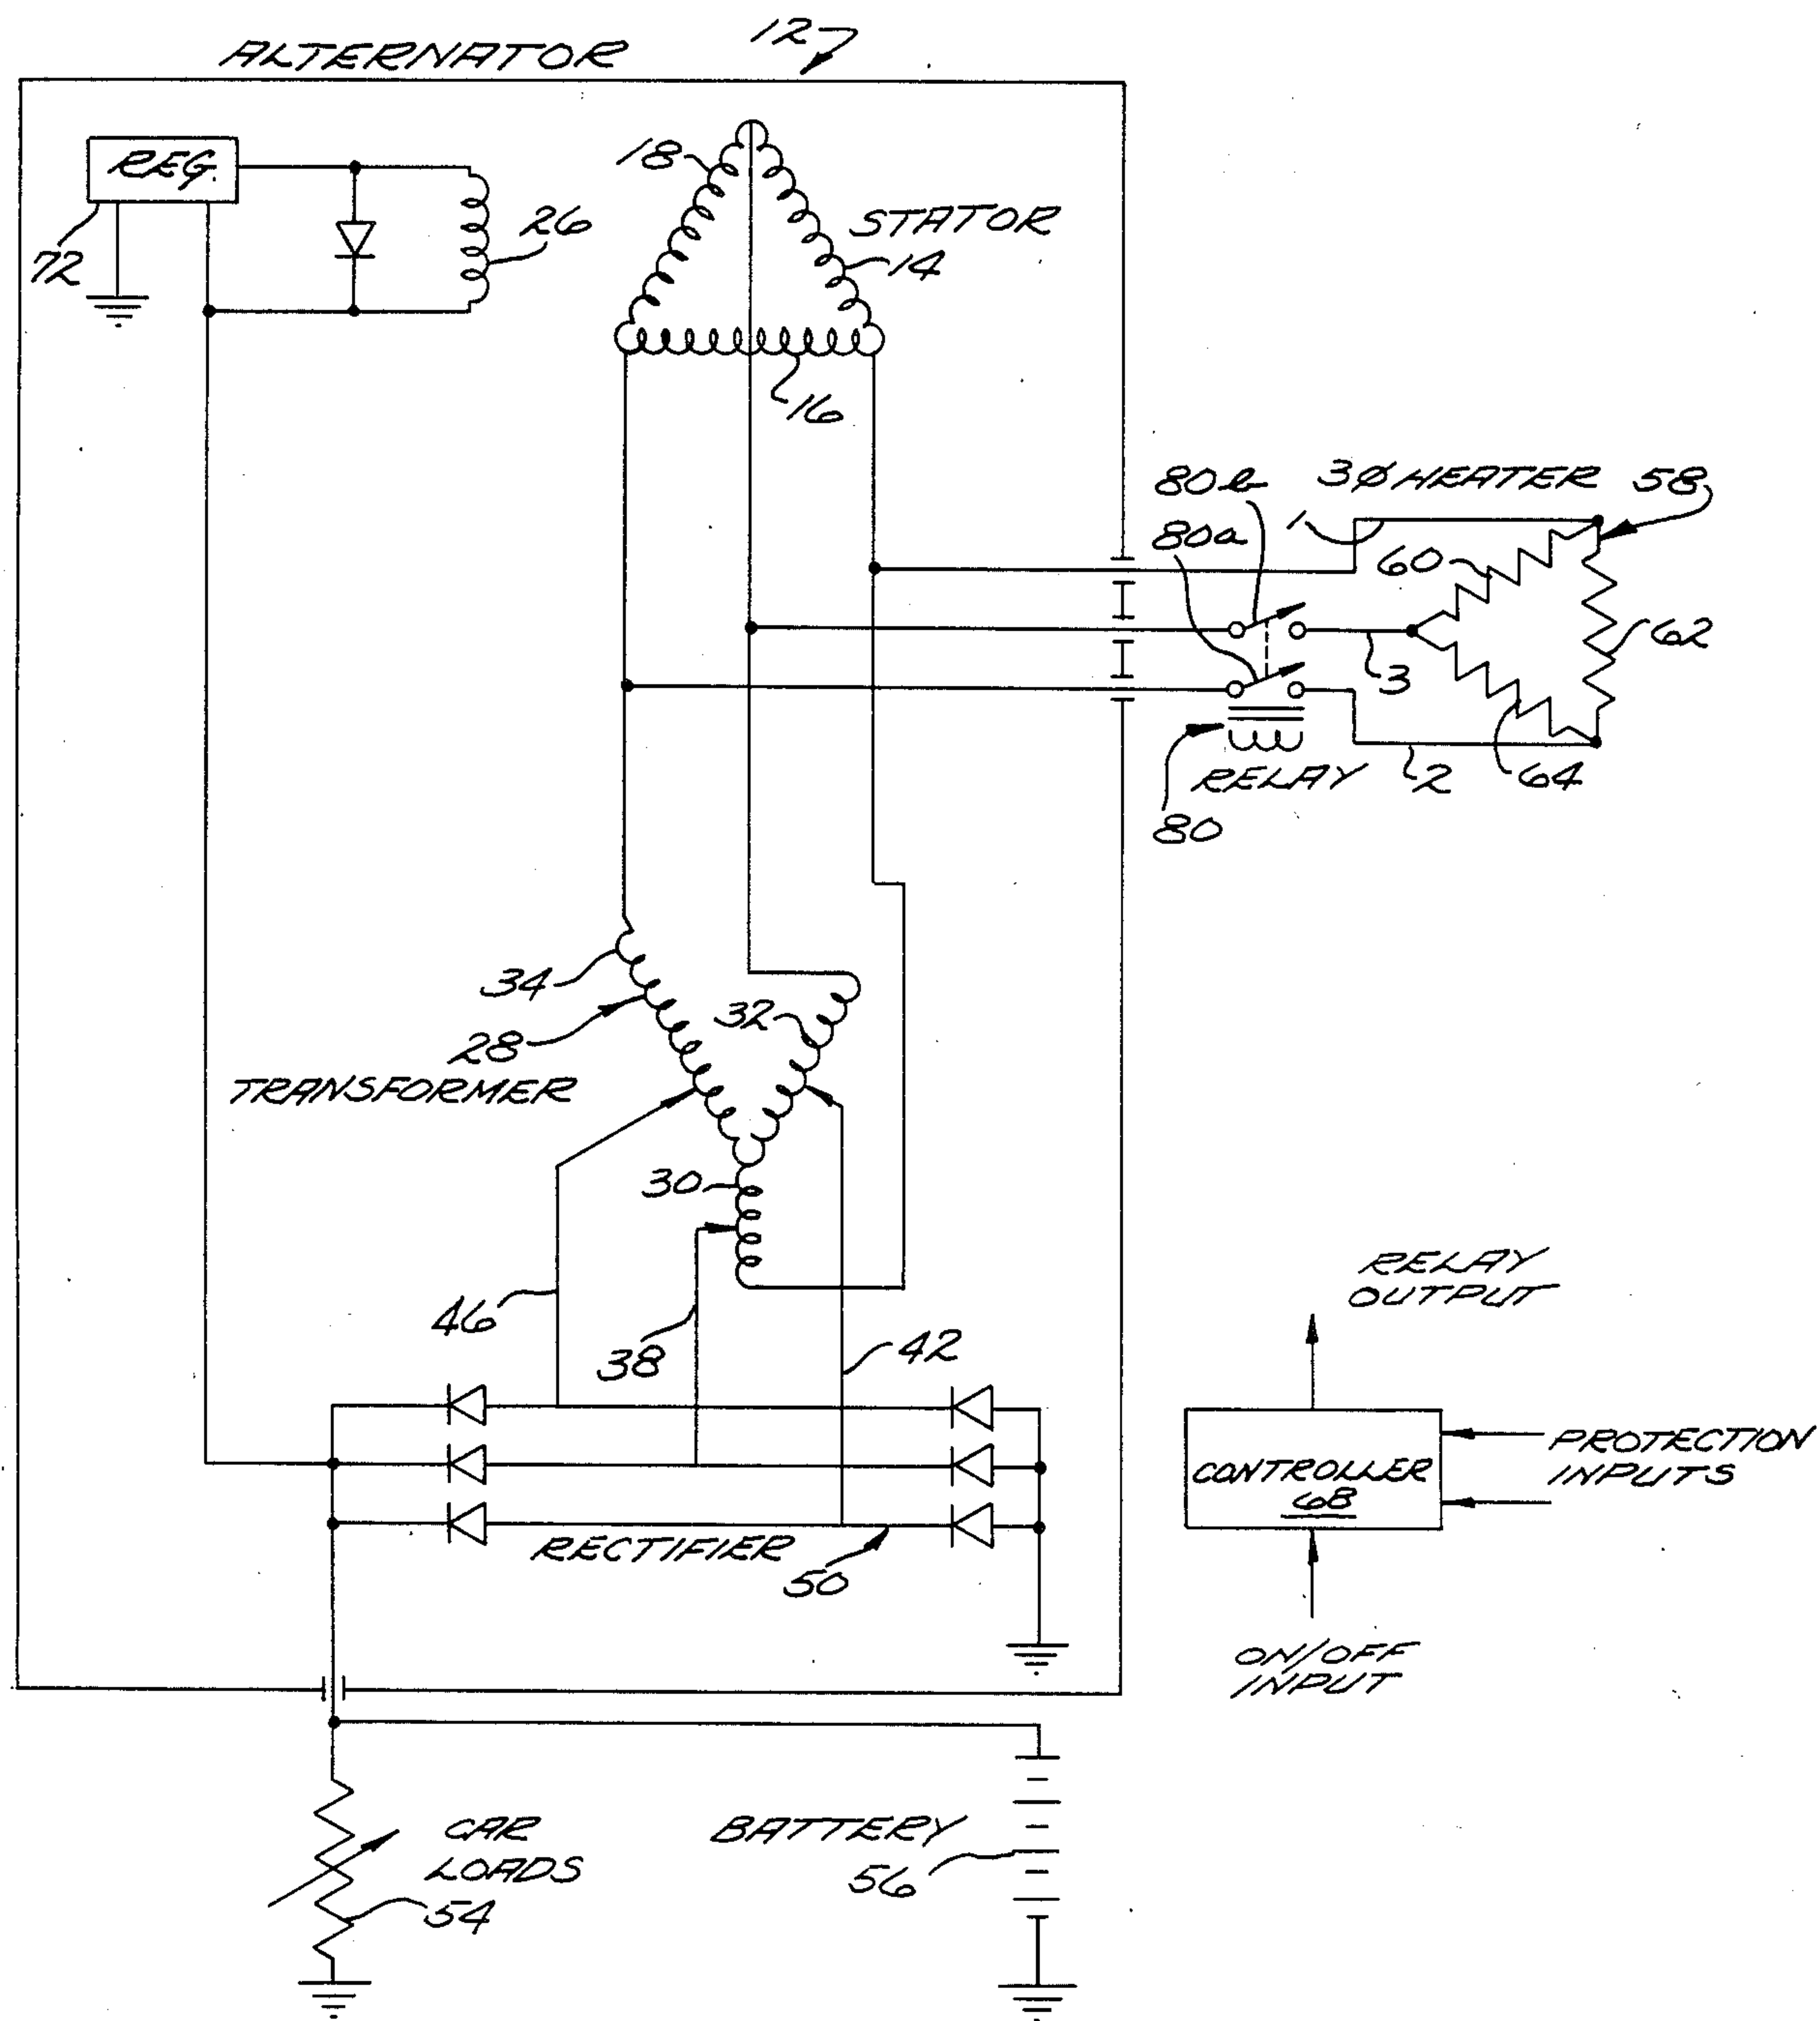 ALTERNATOR
12
REG.
72
26
18
STATOR
14
16
80b
80a
3Ø HEATER
58
1
60
62
3
64
2
RELAY
80
34
28
32
TRANSFORMER
30
46
38
42
RECTIFIER
50
RELAY
OUTPUT
CONTROLLER
68
PROTECTION
INPUTS
ON/OFF
INPUT
CAR
LOADS
54
BATTERY
56